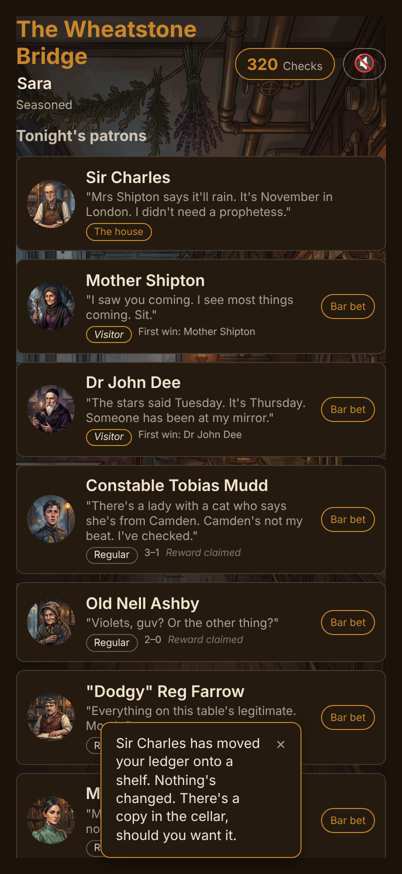 The Wheatstone
Bridge
320 Checks
Sara
Seasoned
Tonight's patrons
Sir Charles
"Mrs Shipton says it'll rain. It's November in
London. I didn't need a prophetess."
The house
Mother Shipton
"I saw you coming. I see most things
coming. Sit."
Visitor First win: Mother Shipton
Bar bet
Dr John Dee
"The stars said Tuesday. It's Thursday.
Someone has been at my mirror."
Visitor First win: Dr John Dee
Bar bet
Constable Tobias Mudd
"There's a lady with a cat who says
she's from Camden. Camden's not my
beat. I've checked."
Regular 3–1 Reward claimed
Bar bet
Old Nell Ashby
"Violets, guv? Or the other thing?"
Regular 2–0 Reward claimed
Bar bet
"Dodgy" Reg Farrow
"Everything on this table's legitimate.
Bar bet
Sir Charles has moved
your ledger onto a
shelf. Nothing's
changed. There's a
copy in the cellar,
should you want it.
×
Bar bet